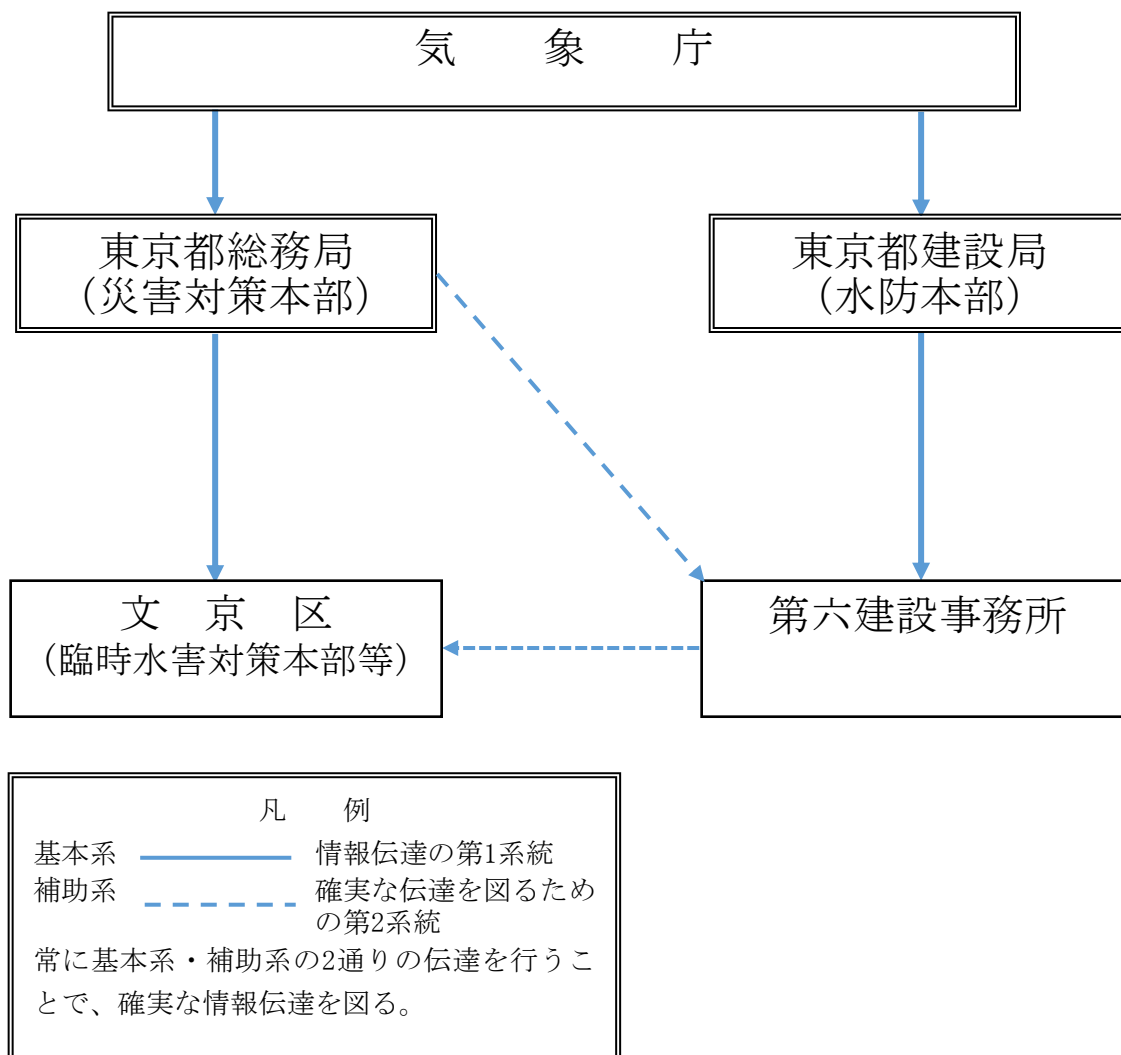 気　象　庁
東京都総務局
（災害対策本部）
東京都建設局
（水防本部）
文　京　区
（臨時水害対策本部等）
第六建設事務所
凡　例
基本系　情報伝達の第1系統
補助系　確実な伝達を図るため
の第2系統
常に基本系・補助系の2通りの伝達を行うこ
とで、確実な情報伝達を図る。